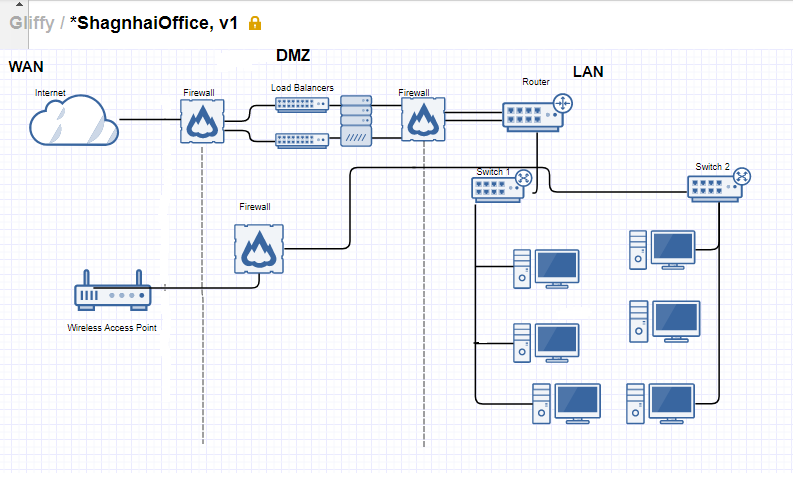 Gliffy / *ShagnhaiOffice, v1
WAN
DMZ
LAN
Internet
Firewall
Load Balancers
Firewall
Router
Switch 1
Switch 2
Firewall
Wireless Access Point